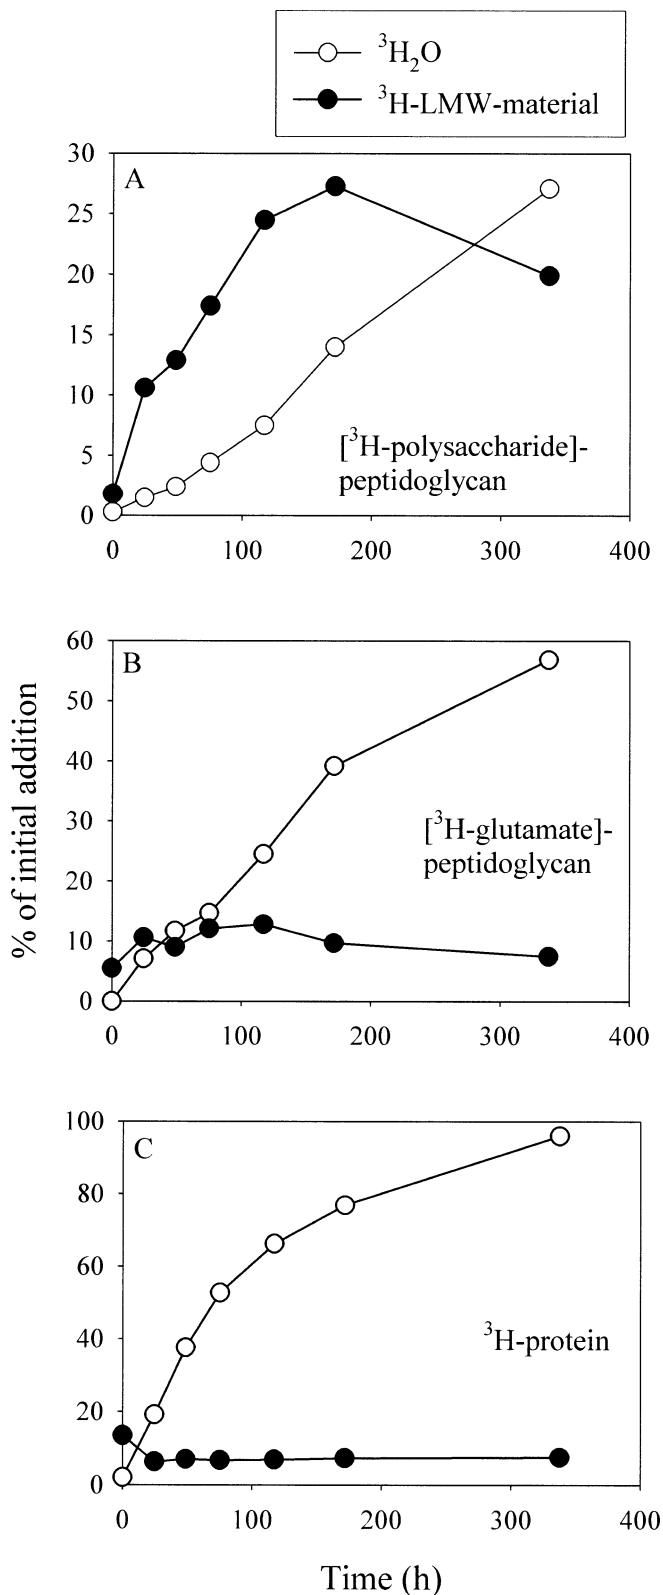 ³H₂O
³H-LMW-material
30
A
25
20
15
10
5
0
[³H-polysaccharide]-
peptidoglycan
0 100 200 300 400
60
B
50
40
30
20
10
0
[³H-glutamate]-
peptidoglycan
0 100 200 300 400
% of initial addition
100
C
80
60
40
20
0
³H-protein
0 100 200 300 400
Time (h)